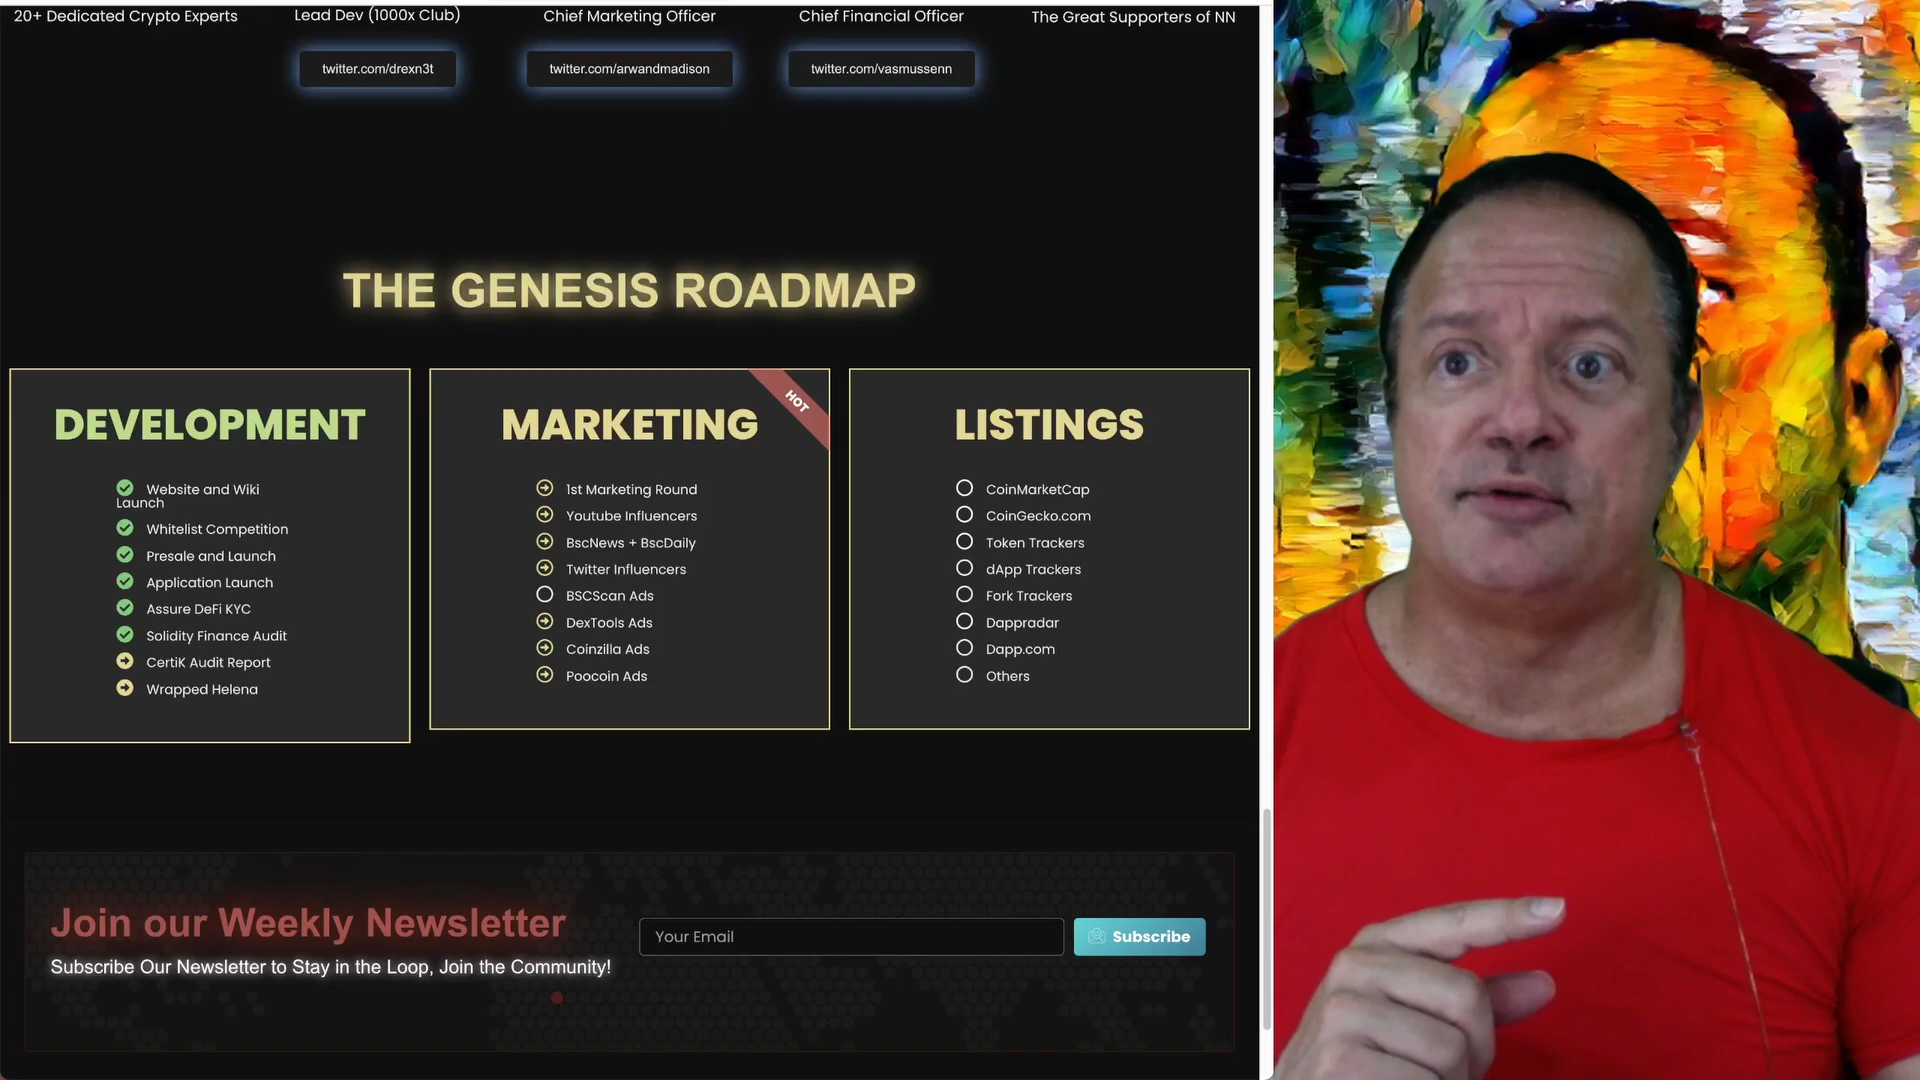 20+ Dedicated Crypto Experts
Lead Dev (1000x Club)
Chief Marketing Officer
Chief Financial Officer
The Great Supporters of NN
twitter.com/drexn3t
twitter.com/arwandmadison
twitter.com/vasmussenn
THE GENESIS ROADMAP
DEVELOPMENT
Website and Wiki
Launch
Whitelist Competition
Presale and Launch
Application Launch
Assure DeFi KYC
Solidity Finance Audit
CertiK Audit Report
Wrapped Helena
MARKETING
HOT
1st Marketing Round
Youtube Influencers
BscNews + BscDaily
Twitter Influencers
BSCScan Ads
DexTools Ads
Coinzilla Ads
Poocoin Ads
LISTINGS
CoinMarketCap
CoinGecko.com
Token Trackers
dApp Trackers
Fork Trackers
Dappradar
Dapp.com
Others
Join our Weekly Newsletter
Subscribe Our Newsletter to Stay in the Loop, Join the Community!
Your Email
Subscribe